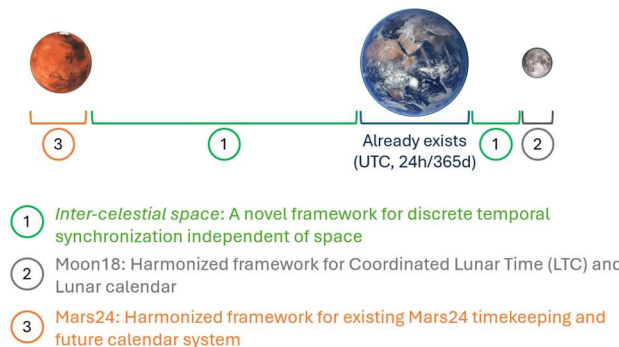 3
1
Already exists
(UTC, 24h/365d)
1
2
1
Inter-celestial space: A novel framework for discrete temporal
synchronization independent of space
2
Moon18: Harmonized framework for Coordinated Lunar Time (LTC) and
Lunar calendar
3
Mars24: Harmonized framework for existing Mars24 timekeeping and
future calendar system